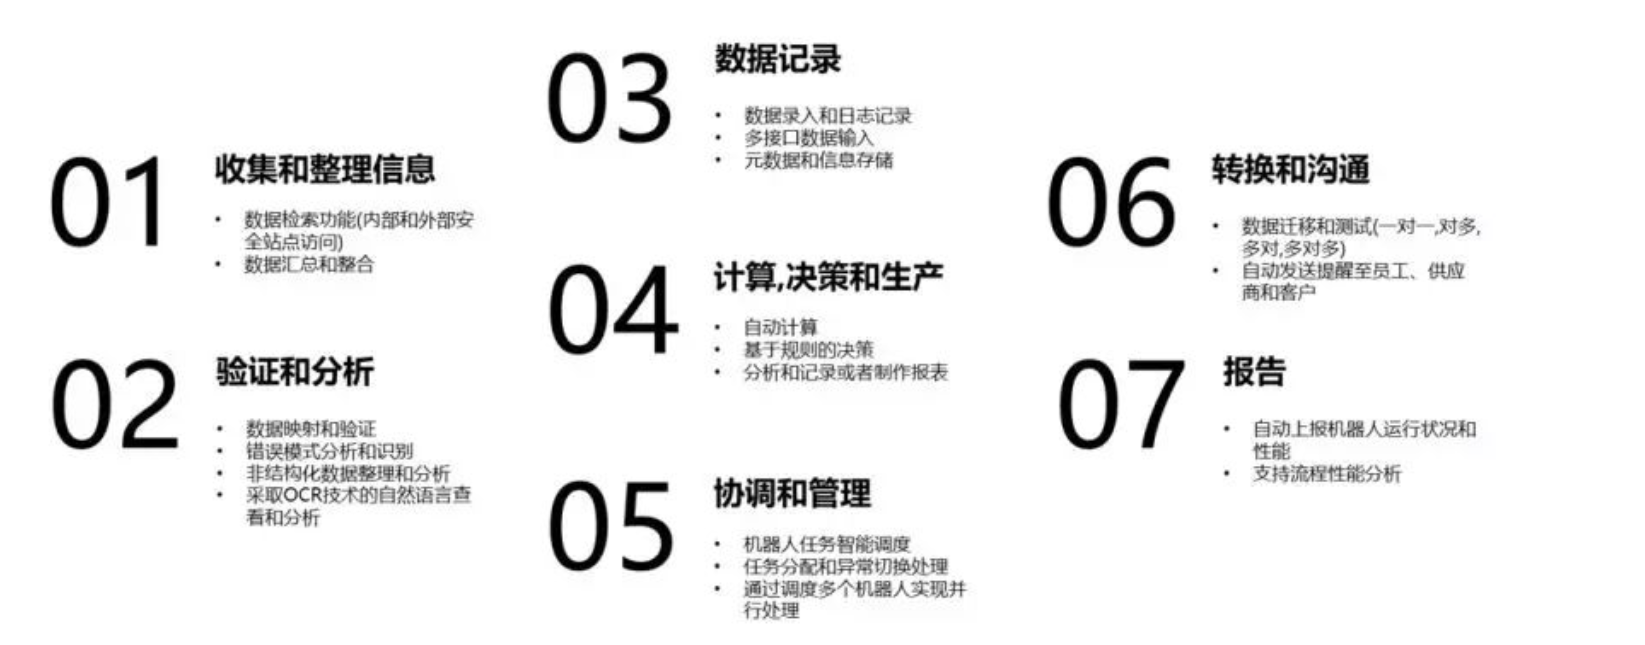 01
收集和整理信息
• 数据检索功能(内部和外部安
全站点访问)
• 数据汇总和整合
02
验证和分析
• 数据映射和验证
• 错误模式分析和识别
• 非结构化数据整理和分析
• 采取OCR技术的自然语言查
看和分析
03
数据记录
• 数据录入和日志记录
• 多接口数据输入
• 元数据和信息存储
04
计算,决策和生产
• 自动计算
• 基于规则的决策
• 分析和记录或者制作报表
05
协调和管理
• 机器人任务智能调度
• 任务分配和异常切换处理
• 通过调度多个机器人实现并
行处理
06
转换和沟通
• 数据迁移和测试(一对一,对多,
多对,多对多)
• 自动发送提醒至员工、供应
商和客户
07
报告
• 自动上报机器人运行状况和
性能
• 支持流程性能分析